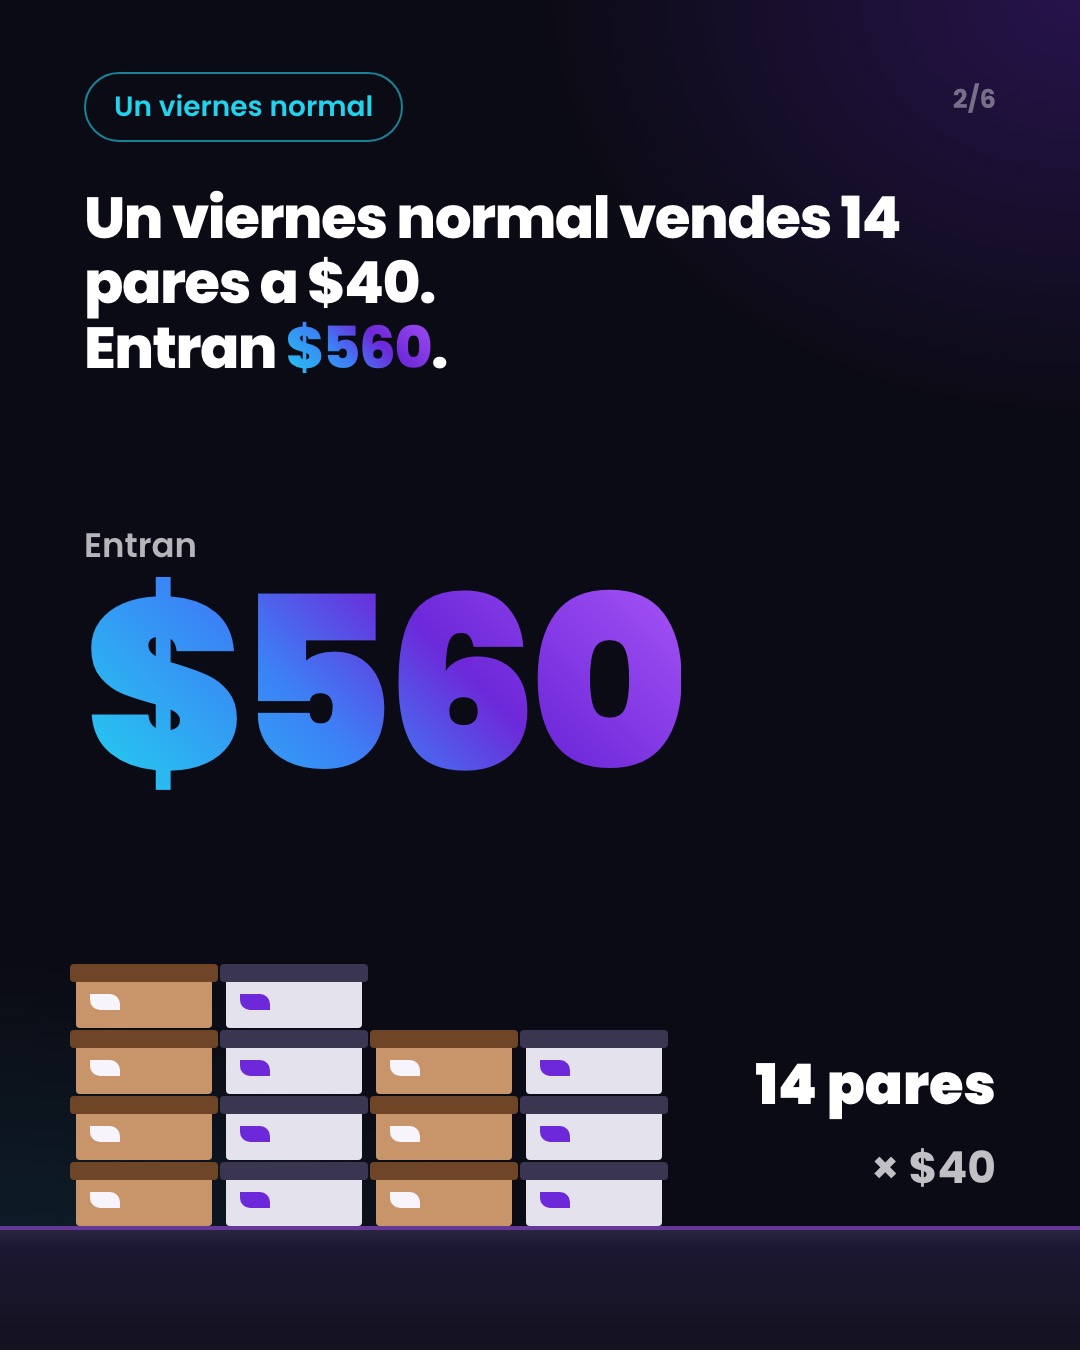 Un viernes normal
2/6
Un viernes normal vendes 14
pares a $40.
Entran $560.
Entran
$560
14 pares
× $40